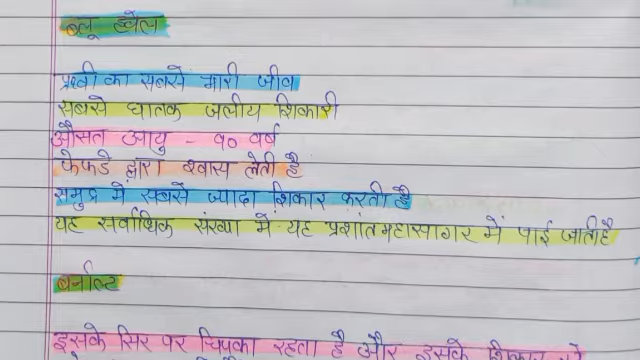 ब्लू व्हेल
पृथ्वी का सबसे भारी जीव
सबसे घातक जलीय शिकारी
औसत आयु - ९० वर्ष
फेफडे द्वारा श्वास लेती है
समुद्र में सबसे ज्यादा शिकार करती है
यह सर्वाधिक संख्या में यह प्रशांत महासागर में पाई जाती है
इसके सिर पर चिपका रहता है और इसके